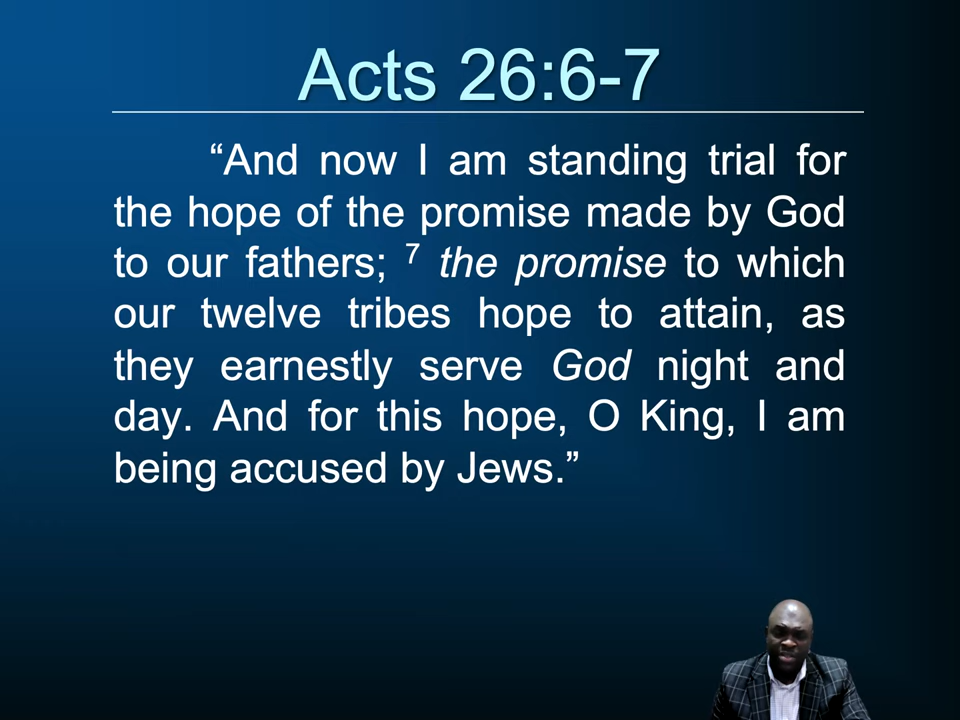 Acts 26:6-7
“And now I am standing trial for
the hope of the promise made by God
to our fathers; 7 the promise to which
our twelve tribes hope to attain, as
they earnestly serve God night and
day. And for this hope, O King, I am
being accused by Jews.”